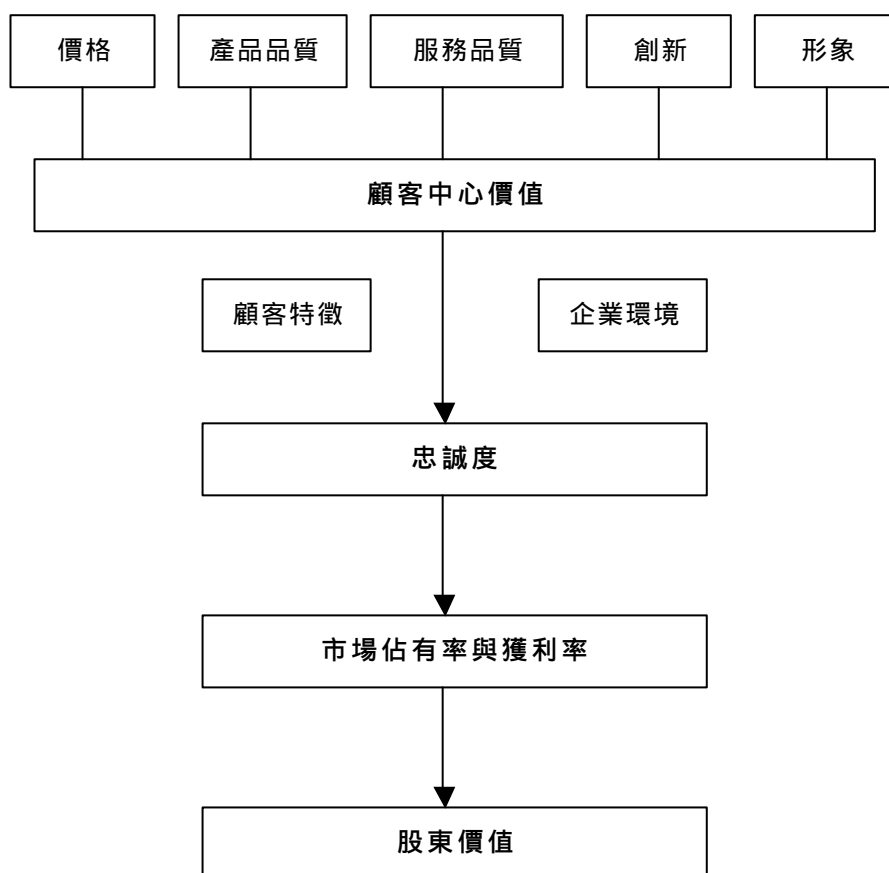 價格
產品品質
服務品質
創新
形象
顧客中心價值
顧客特徵
企業環境
忠誠度
市場佔有率與獲利率
股東價值